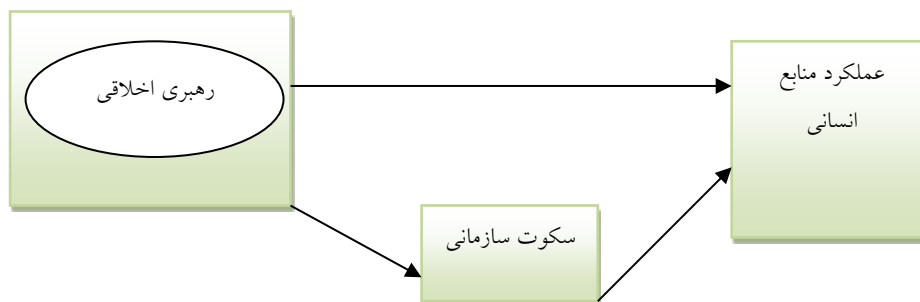 رهبری اخلاقی
عملکرد منابع
انسانی
سکوت سازمانی